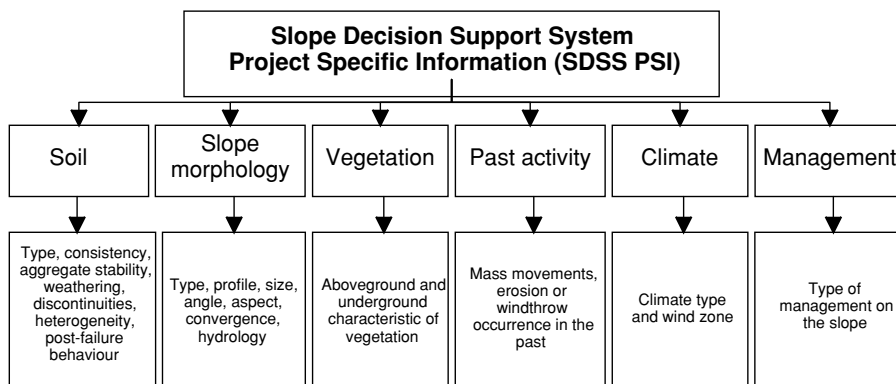 Slope Decision Support System
Project Specific Information (SDSS PSI)
Soil
Slope
morphology
Vegetation
Past activity
Climate
Management
Type, consistency,
aggregate stability,
weathering,
discontinuities,
heterogeneity,
post-failure
behaviour
Type, profile, size,
angle, aspect,
convergence,
hydrology
Aboveground and
underground
characteristic of
vegetation
Mass movements,
erosion or
windthrow
occurrence in the
past
Climate type
and wind zone
Type of
management on
the slope